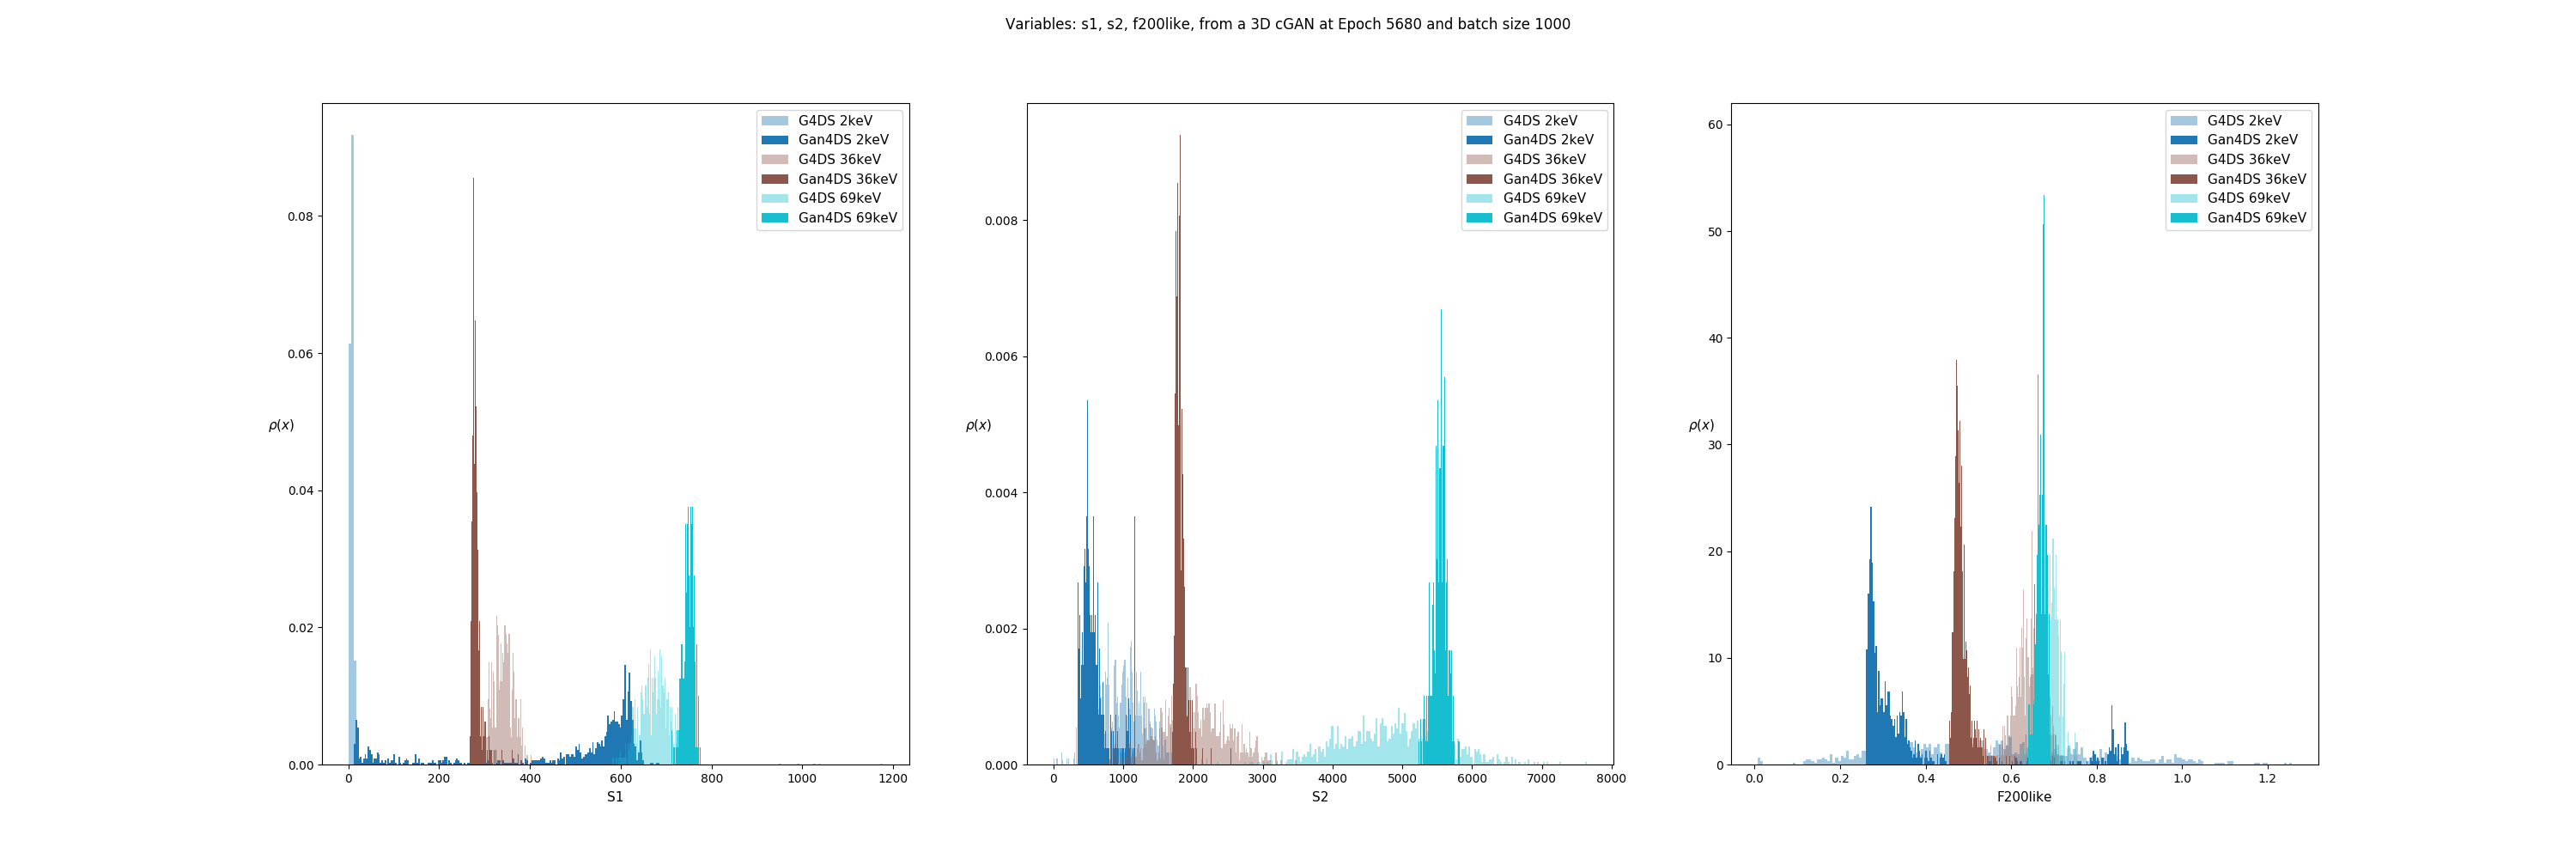 Variables: s1, s2, f200like, from a 3D cGAN at Epoch 5680 and batch size 1000
G4DS 2keV
Gan4DS 2keV
G4DS 36keV
Gan4DS 36keV
G4DS 69keV
Gan4DS 69keV
0.08
0.06
ρ(x)
0.04
0.02
0.00
0 200 400 600 800 1000 1200
S1
G4DS 2keV
Gan4DS 2keV
G4DS 36keV
Gan4DS 36keV
G4DS 69keV
Gan4DS 69keV
0.008
0.006
ρ(x)
0.004
0.002
0.000
0 1000 2000 3000 4000 5000 6000 7000 8000
S2
G4DS 2keV
Gan4DS 2keV
G4DS 36keV
Gan4DS 36keV
G4DS 69keV
Gan4DS 69keV
60
50
40
ρ(x)
30
20
10
0
0.0 0.2 0.4 0.6 0.8 1.0 1.2
F200like